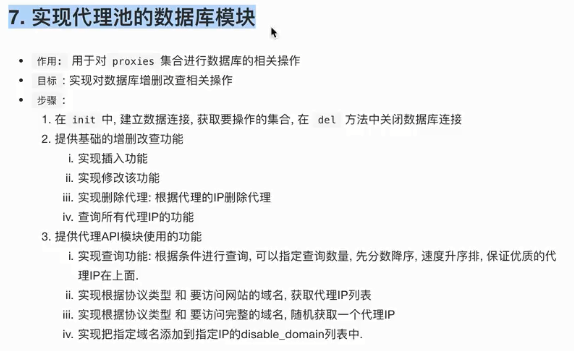 7. 实现代理池的数据库模块
• 作用: 用于对 proxies 集合进行数据库的相关操作
• 目标: 实现对数据库增删改查相关操作
• 步骤:
1. 在 init 中, 建立数据连接, 获取要操作的集合, 在 del 方法中关闭数据库连接
2. 提供基础的增删改查功能
i. 实现插入功能
ii. 实现修改该功能
iii. 实现删除代理: 根据代理的IP删除代理
iv. 查询所有代理IP的功能
3. 提供代理API模块使用的功能
i. 实现查询功能: 根据条件进行查询, 可以指定查询数量, 先分数降序, 速度升序排, 保证优质的代
理IP在上面.
ii. 实现根据协议类型 和 要访问网站的域名, 获取代理IP列表
iii. 实现根据协议类型 和 要访问完整的域名, 随机获取一个代理IP
iv. 实现把指定域名添加到指定IP的disable_domain列表中.